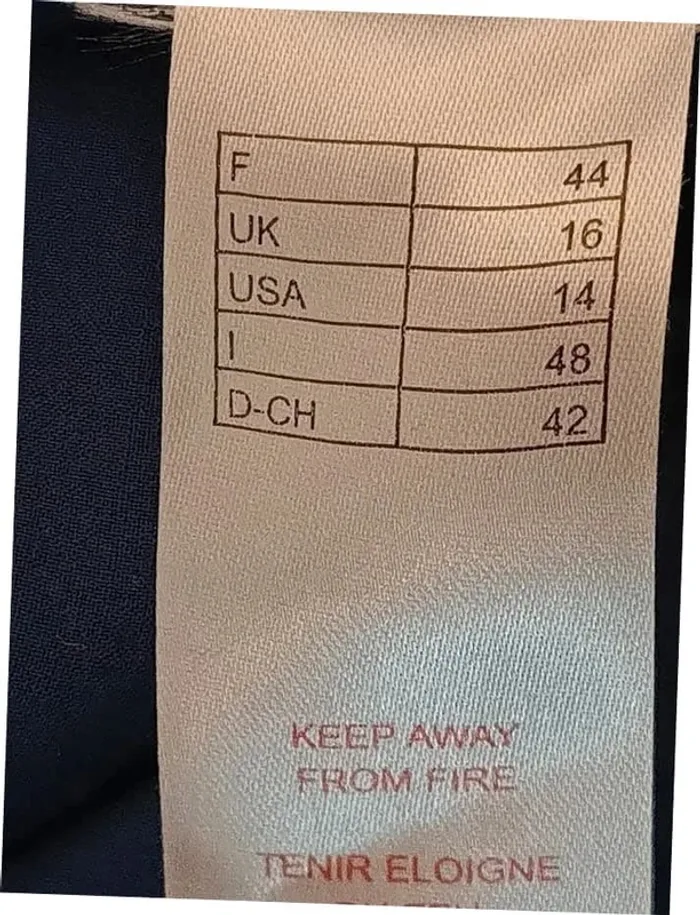 F 44
UK 16
USA 14
I 48
D-CH 42
KEEP AWAY
FROM FIRE
TENIR ELOIGNE